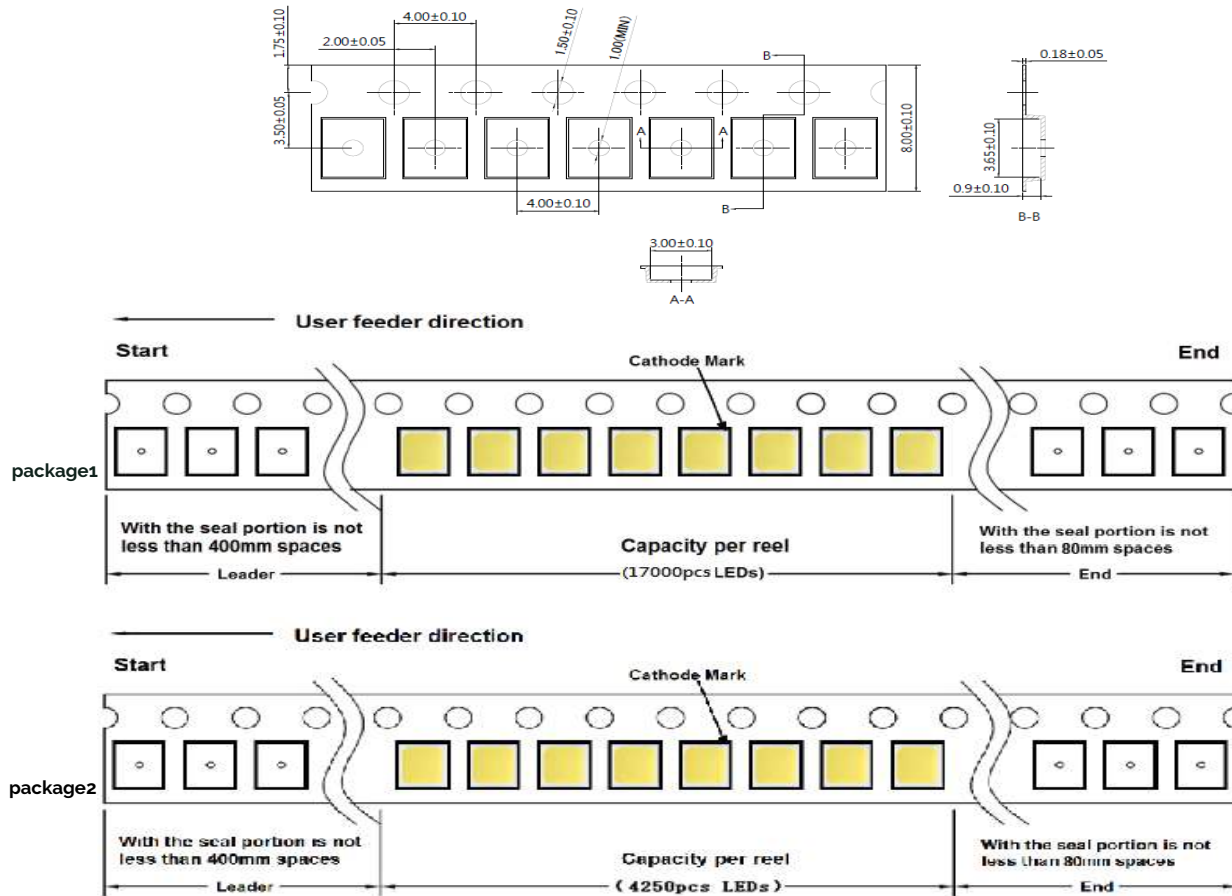 4.00±0.10
1.75±0.10
2.00±0.05
1.50±0.10
1.00(MIN)
B
0.18±0.05
3.50±0.05
A
A
8.00±0.10
3.65±0.10
4.00±0.10
B
0.9±0.10
B-B
3.00±0.10
A-A
User feeder direction
Start
Cathode Mark
End
package1
With the seal portion is not
less than 400mm spaces
Capacity per reel
With the seal portion is not
less than 80mm spaces
Leader
(17000pcs LEDs)
End
User feeder direction
Start
Cathode Mark
End
package2
With the seal portion is not
less than 400mm spaces
Capacity per reel
With the seal portion is not
less than 80mm spaces
Leader
(4250pcs LEDs)
End